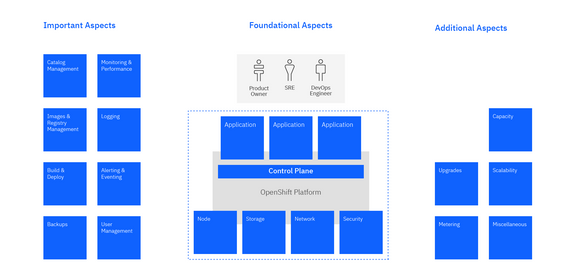 Important Aspects
Foundational Aspects
Additional Aspects
Catalog
Management
Monitoring &
Performance
Images &
Registry
Management
Logging
Build &
Deploy
Alerting &
Eventing
Backups
User
Management
Product
Owner
SRE
DevOps
Engineer
Application
Application
Application
Control Plane
OpenShift Platform
Node
Storage
Network
Security
Capacity
Upgrades
Scalability
Metering
Miscellaneous